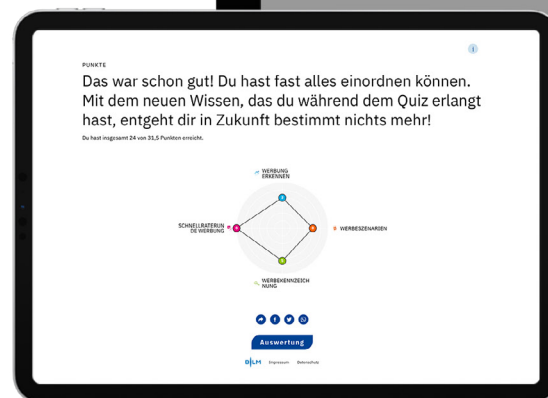 PUNKTE
Das war schon gut! Du hast fast alles einordnen können.
Mit dem neuen Wissen, das du während dem Quiz erlangt
hast, entgeht dir in Zukunft bestimmt nichts mehr!
Du hast insgesamt 24 von 31,5 Punkten erreicht.
WERBUNG
ERKENNEN
SCHNELLRATERUN
DE WERBUNG
WERBESZENARIEN
WERBEKENNZEICH
NUNG
Auswertung
DLM Impressum Datenschutz